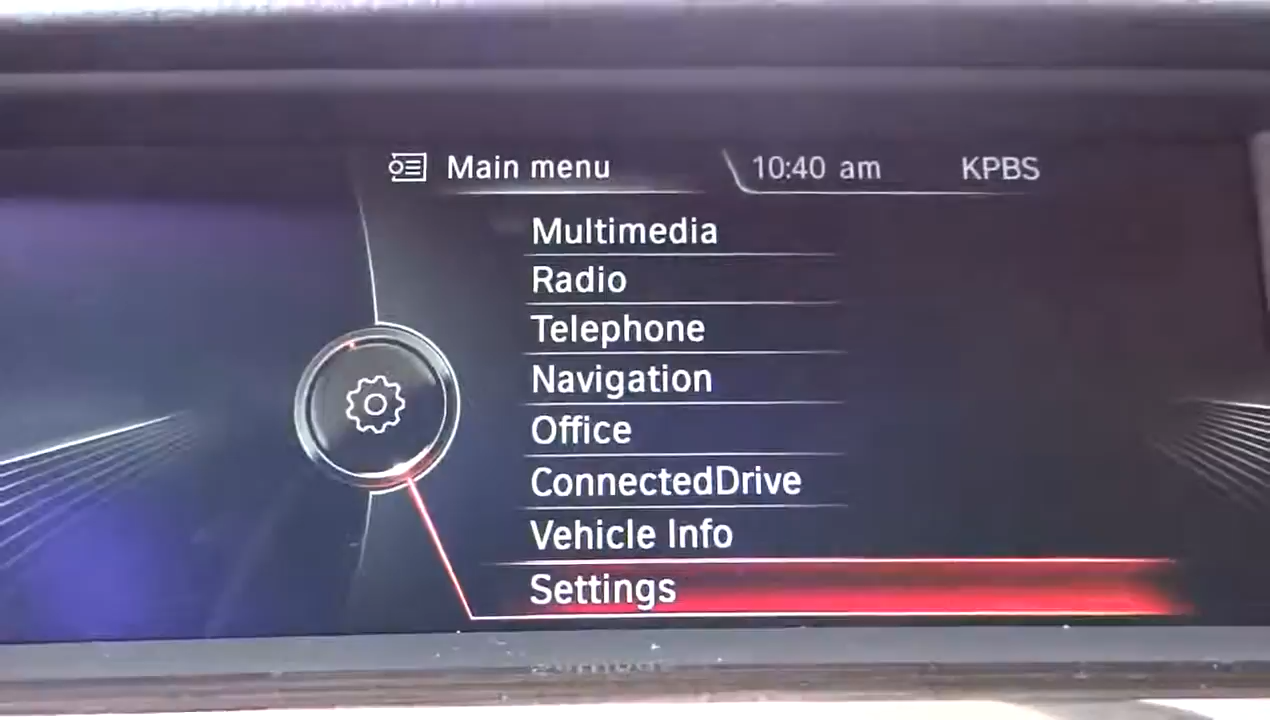 Main menu 10:40 am KPBS
Multimedia
Radio
Telephone
Navigation
Office
ConnectedDrive
Vehicle Info
Settings